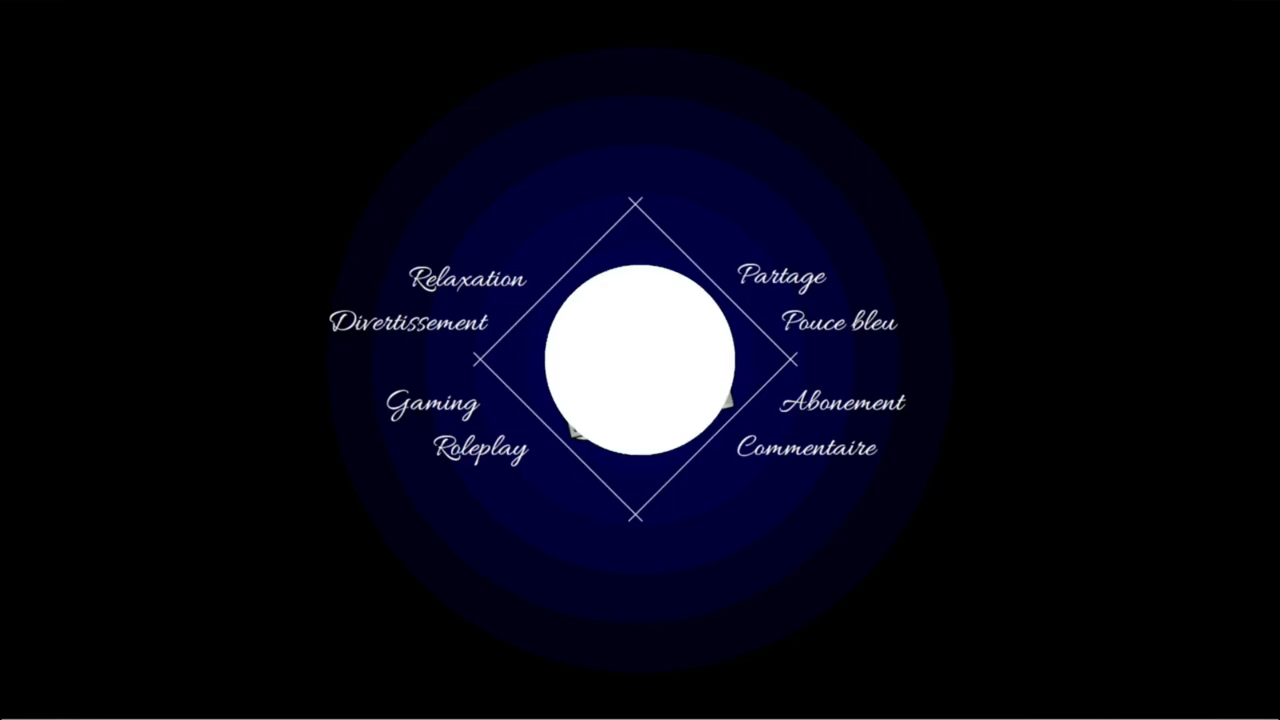 Relaxation
Divertissement
Gaming
Roleplay
Partage
Pouce bleu
Abonement
Commentaire